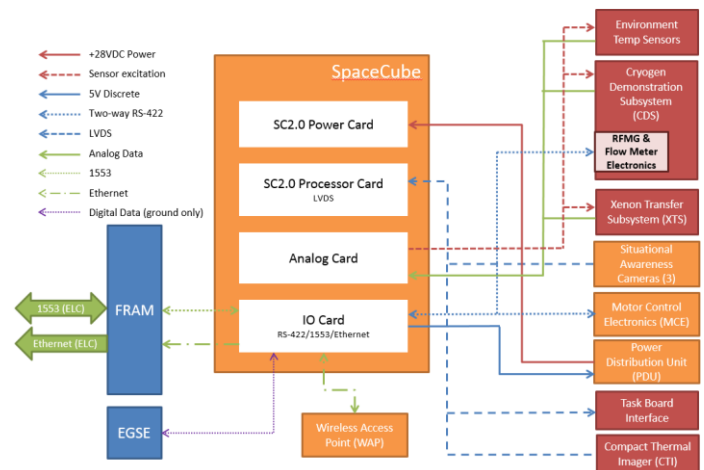 +28VDC Power
Sensor excitation
5V Discrete
Two-way RS-422
LVDS
Analog Data
1553
Ethernet
Digital Data (ground only)
SpaceCube
SC2.0 Power Card
SC2.0 Processor Card
LVDS
Analog Card
IO Card
RS-422/1553/Ethernet
1553 (ELC)
Ethernet (ELC)
FRAM
EGSE
Wireless Access
Point (WAP)
Environment
Temp Sensors
Cryogen
Demonstration
Subsystem
(CDS)
RFMG &
Flow Meter
Electronics
Xenon Transfer
Subsystem (XTS)
Situational
Awareness
Cameras (3)
Motor Control
Electronics (MCE)
Power
Distribution Unit
(PDU)
Task Board
Interface
Compact Thermal
Imager (CTI)